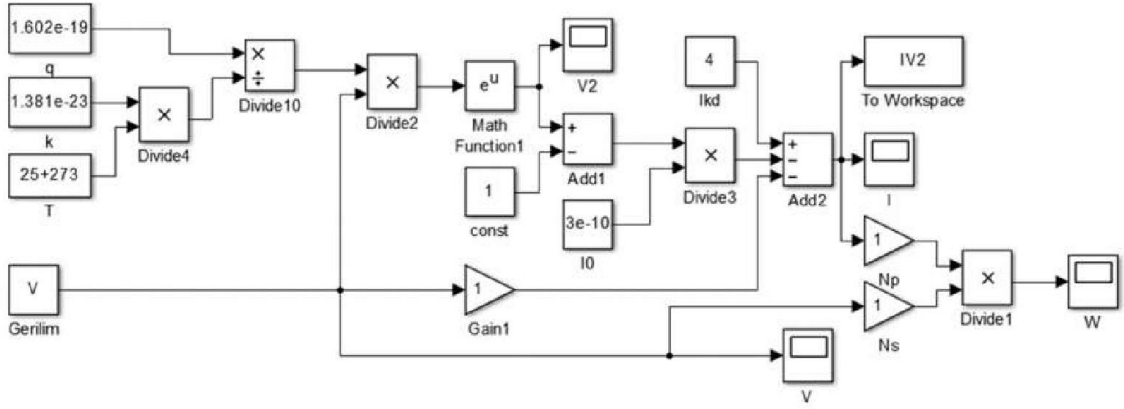 1.602e-19
q
1.381e-23
k
25+273
T
×
Divide4
×
÷
Divide10
×
Divide2
e^u
Math
Function1
V2
+
−
Add1
1
const
3e-10
I0
×
Divide3
4
Ikd
+
−
−
Add2
IV2
To Workspace
I
1
Np
1
Ns
×
Divide1
W
V
Gerilim
1
Gain1
V